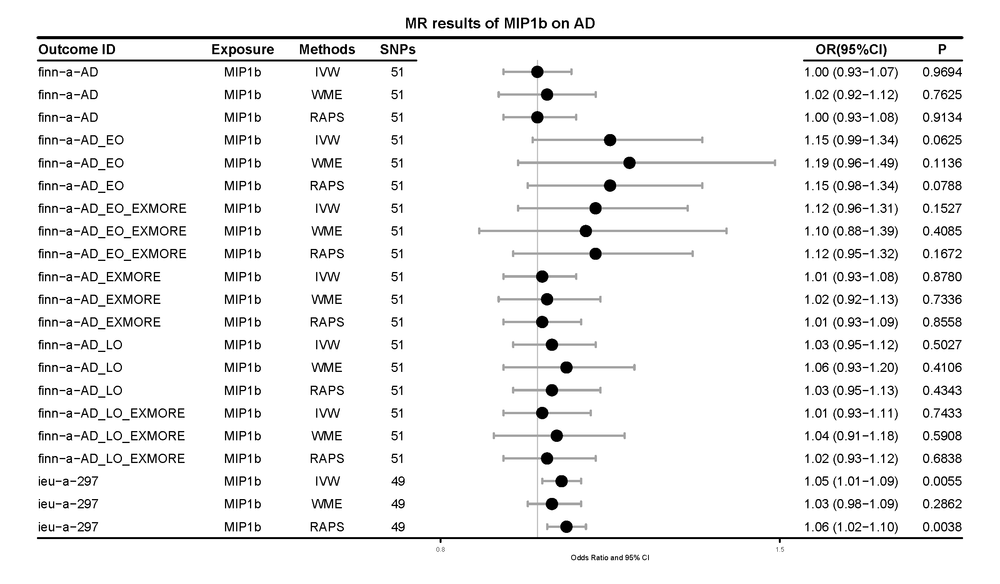 MR results of MIP1b on AD
Outcome ID Exposure Methods SNPs OR(95%CI) P
finn−a−AD MIP1b IVW 51 1.00 (0.93−1.07) 0.9694
finn−a−AD MIP1b WME 51 1.02 (0.92−1.12) 0.7625
finn−a−AD MIP1b RAPS 51 1.00 (0.93−1.08) 0.9134
finn−a−AD_EO MIP1b IVW 51 1.15 (0.99−1.34) 0.0625
finn−a−AD_EO MIP1b WME 51 1.19 (0.96−1.49) 0.1136
finn−a−AD_EO MIP1b RAPS 51 1.15 (0.98−1.34) 0.0788
finn−a−AD_EO_EXMORE MIP1b IVW 51 1.12 (0.96−1.31) 0.1527
finn−a−AD_EO_EXMORE MIP1b WME 51 1.10 (0.88−1.39) 0.4085
finn−a−AD_EO_EXMORE MIP1b RAPS 51 1.12 (0.95−1.32) 0.1672
finn−a−AD_EXMORE MIP1b IVW 51 1.01 (0.93−1.08) 0.8780
finn−a−AD_EXMORE MIP1b WME 51 1.02 (0.92−1.13) 0.7336
finn−a−AD_EXMORE MIP1b RAPS 51 1.01 (0.93−1.09) 0.8558
finn−a−AD_LO MIP1b IVW 51 1.03 (0.95−1.12) 0.5027
finn−a−AD_LO MIP1b WME 51 1.06 (0.93−1.20) 0.4106
finn−a−AD_LO MIP1b RAPS 51 1.03 (0.95−1.13) 0.4343
finn−a−AD_LO_EXMORE MIP1b IVW 51 1.01 (0.93−1.11) 0.7433
finn−a−AD_LO_EXMORE MIP1b WME 51 1.04 (0.91−1.18) 0.5908
finn−a−AD_LO_EXMORE MIP1b RAPS 51 1.02 (0.93−1.12) 0.6838
ieu−a−297 MIP1b IVW 49 1.05 (1.01−1.09) 0.0055
ieu−a−297 MIP1b WME 49 1.03 (0.98−1.09) 0.2862
ieu−a−297 MIP1b RAPS 49 1.06 (1.02−1.10) 0.0038
0.8 1.5
Odds Ratio and 95% CI